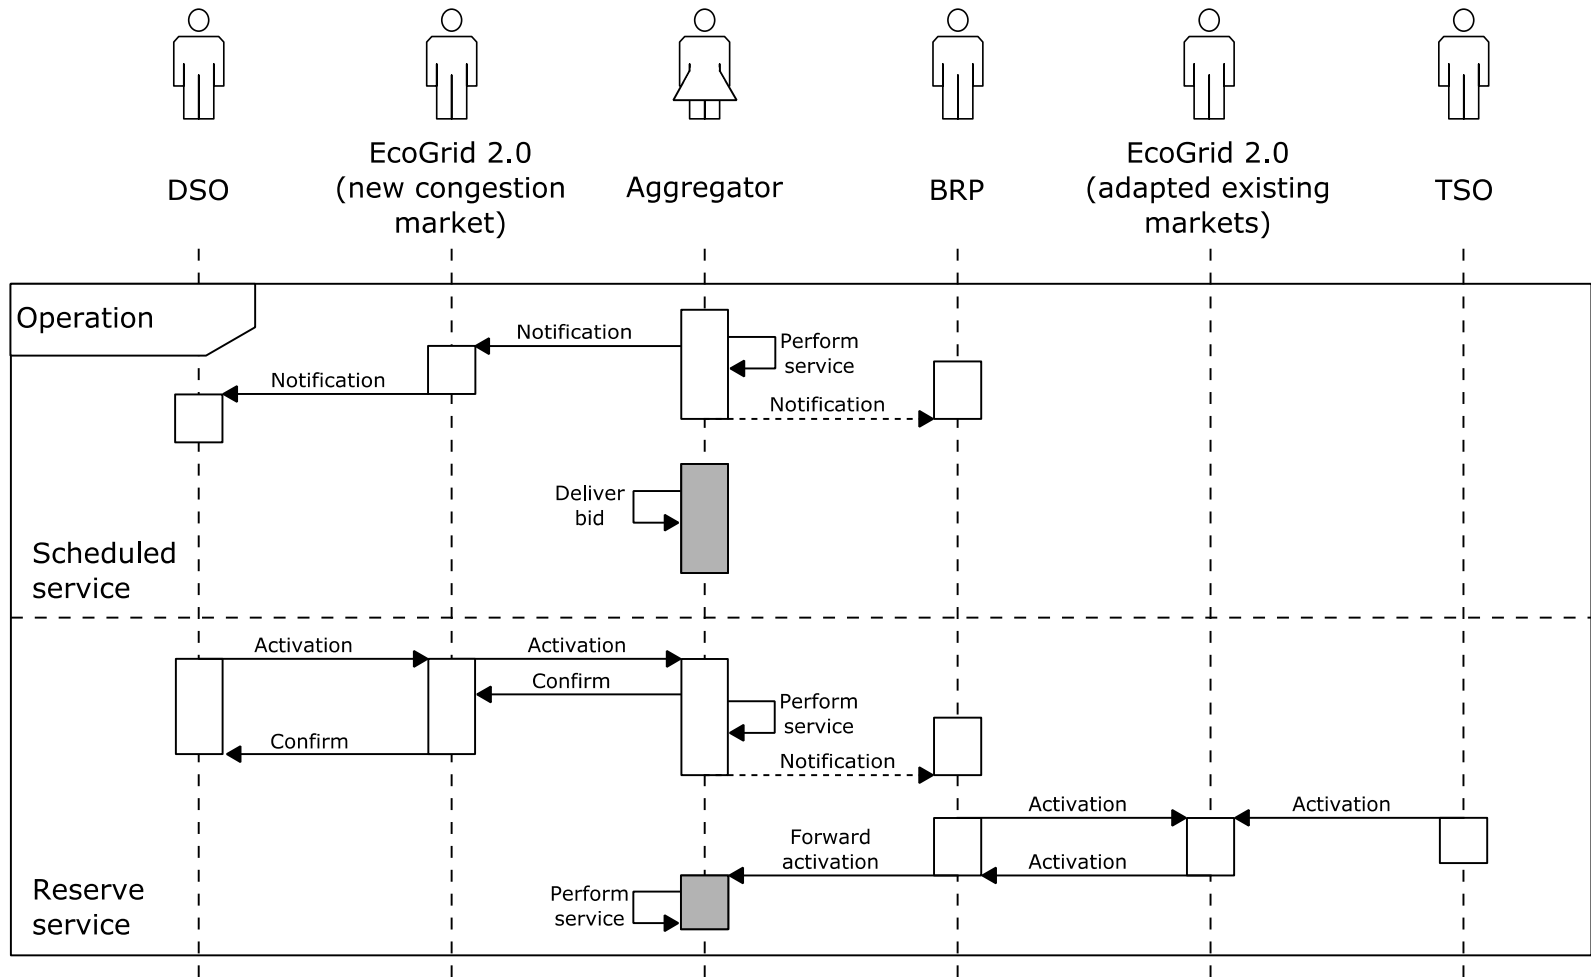 DSO
EcoGrid 2.0
(new congestion
market)
Aggregator
BRP
EcoGrid 2.0
(adapted existing
markets)
TSO
Operation
Notification
Perform
service
Notification
Notification
Deliver
bid
Scheduled
service
Activation
Activation
Confirm
Perform
service
Confirm
Notification
Activation
Activation
Forward
activation
Activation
Perform
service
Reserve
service